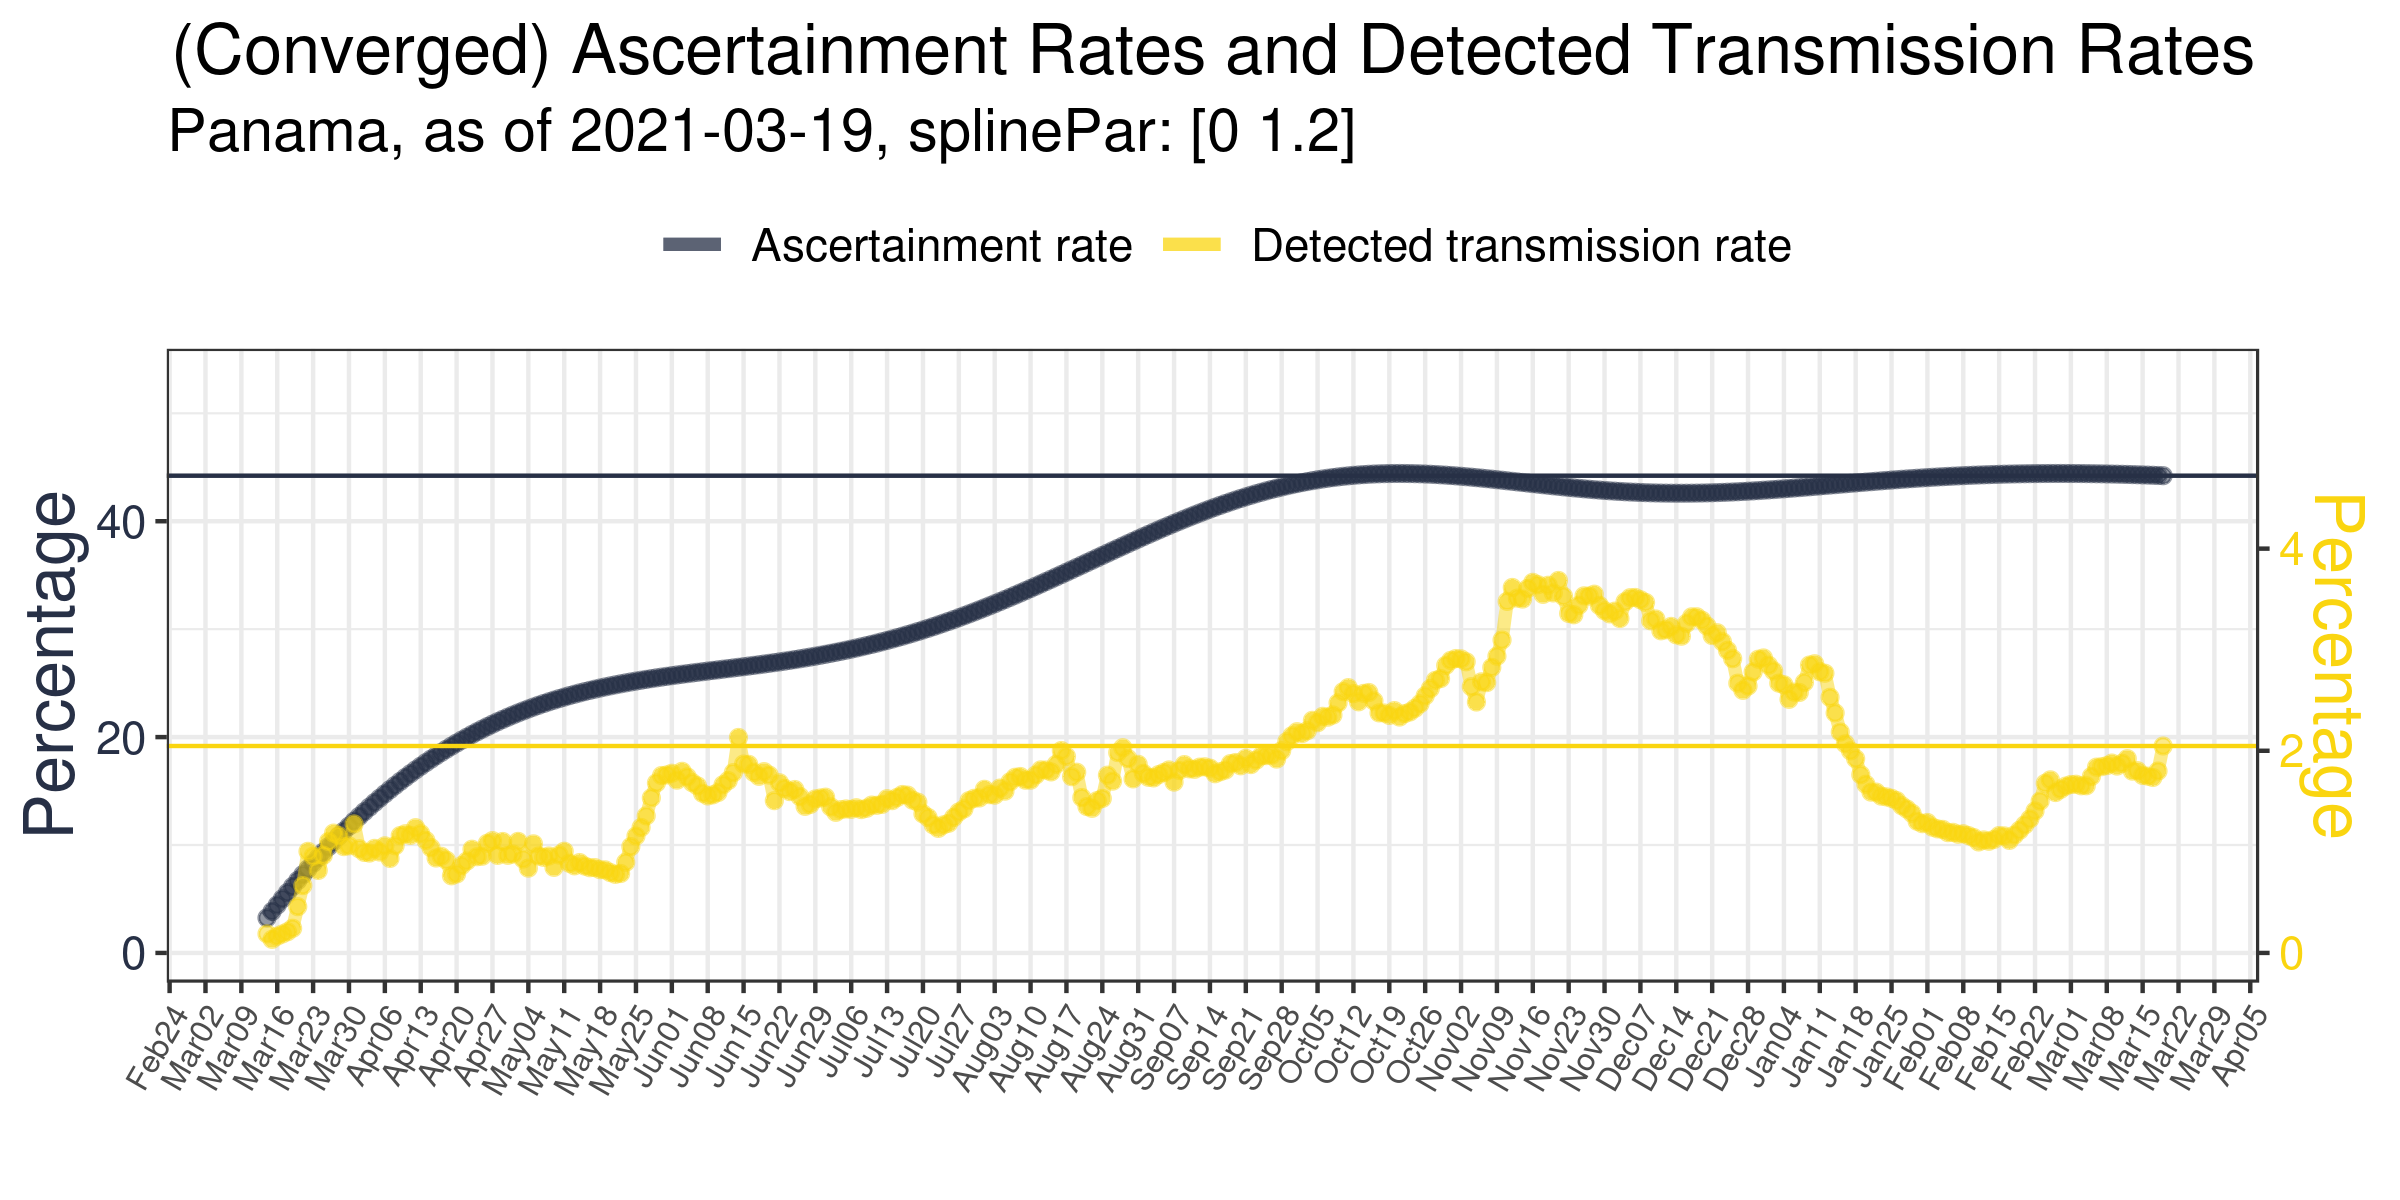 (Converged) Ascertainment Rates and Detected Transmission Rates
Panama, as of 2021-03-19, splinePar: [0 1.2]
Ascertainment rate
Detected transmission rate
Percentage
40
20
0
Percentage
4
2
0
Feb24
Mar02
Mar09
Mar16
Mar23
Mar30
Apr06
Apr13
Apr20
Apr27
May04
May11
May18
May25
Jun01
Jun08
Jun15
Jun22
Jun29
Jul06
Jul13
Jul20
Jul27
Aug03
Aug10
Aug17
Aug24
Aug31
Sep07
Sep14
Sep21
Sep28
Oct05
Oct12
Oct19
Oct26
Nov02
Nov09
Nov16
Nov23
Nov30
Dec07
Dec14
Dec21
Dec28
Jan04
Jan11
Jan18
Jan25
Feb01
Feb08
Feb15
Feb22
Mar01
Mar08
Mar15
Mar22
Mar29
Apr05